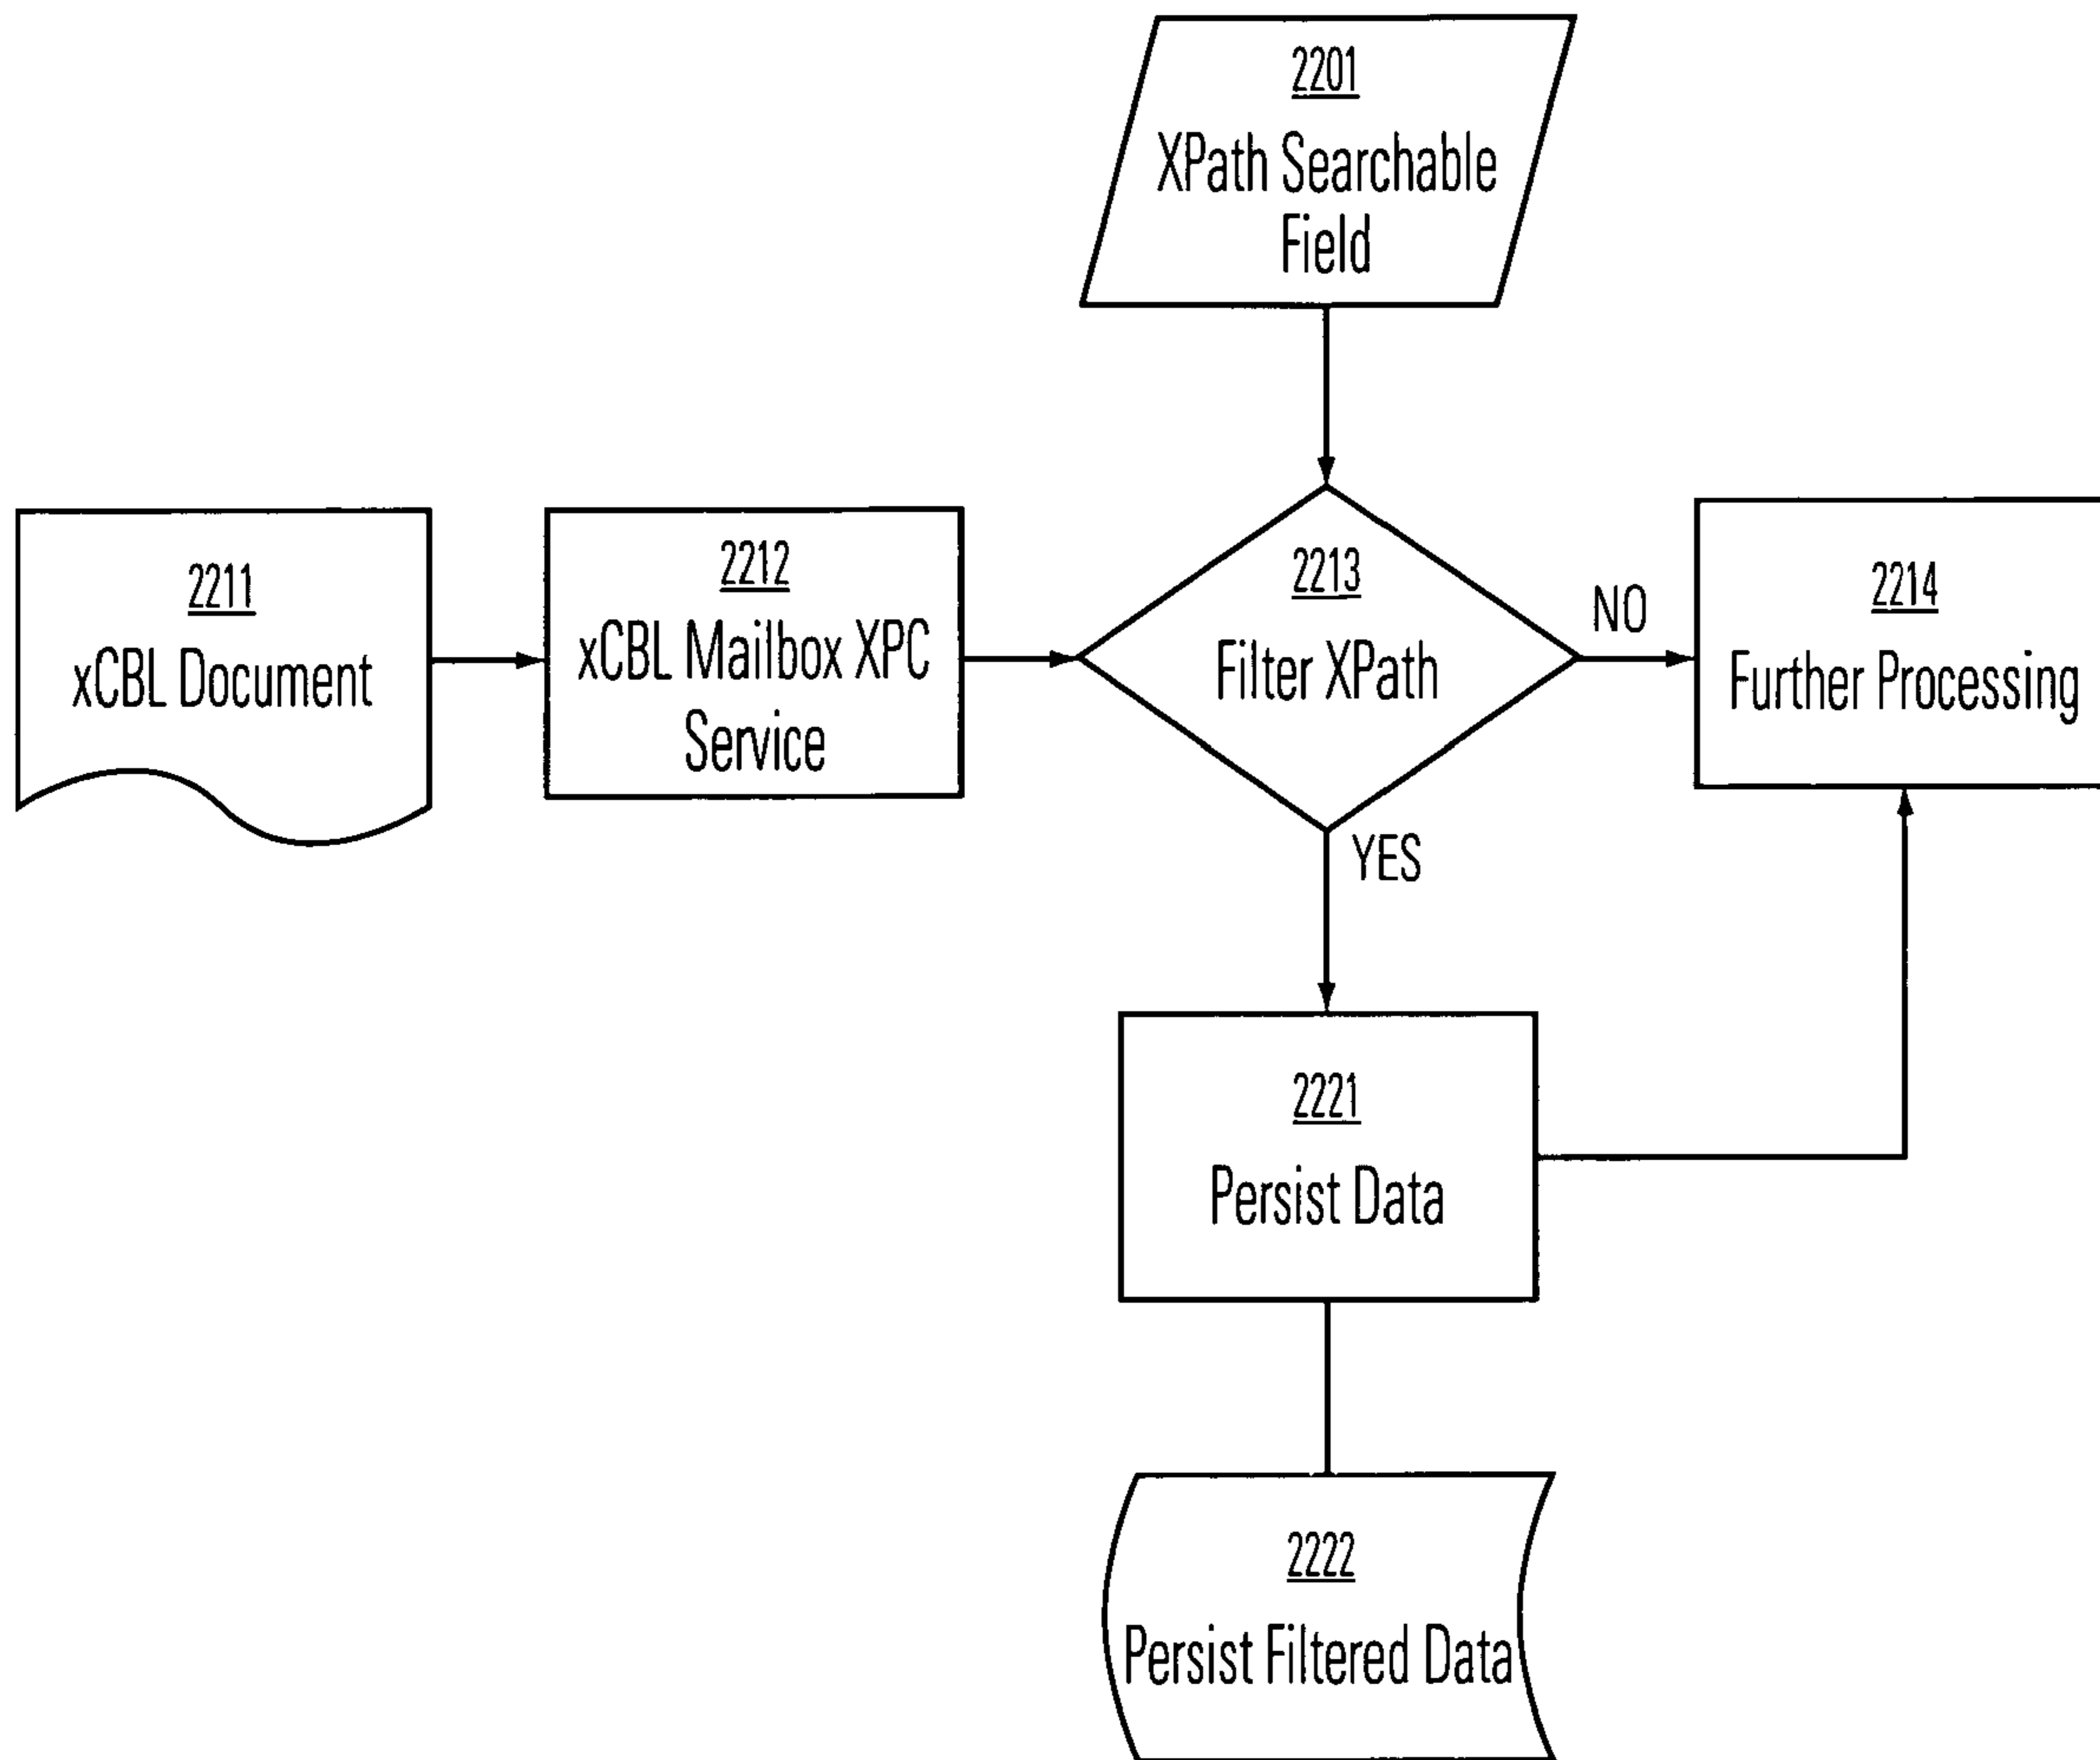 2201
XPath Searchable
Field
2211
xCBL Document
2212
xCBL Mailbox XPC
Service
2213
Filter XPath
NO
2214
Further Processing
YES
2221
Persist Data
2222
Persist Filtered Data